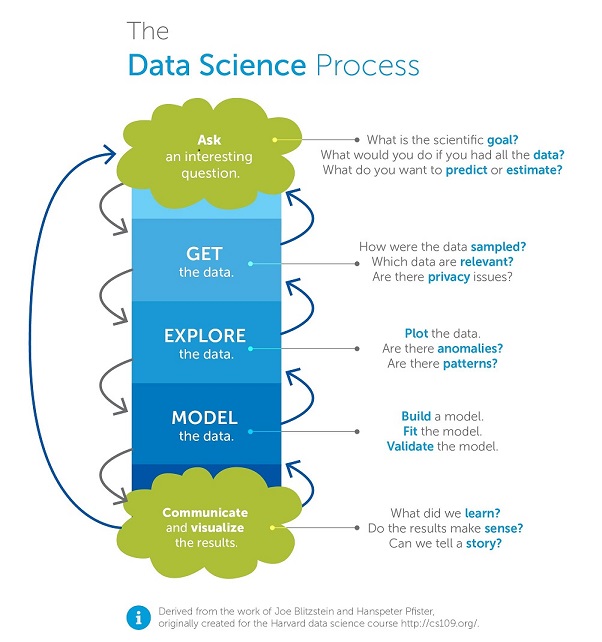 The
Data Science Process
Ask
an interesting
question.
What is the scientific goal?
What would you do if you had all the data?
What do you want to predict or estimate?
GET
the data.
How were the data sampled?
Which data are relevant?
Are there privacy issues?
EXPLORE
the data.
Plot the data.
Are there anomalies?
Are there patterns?
MODEL
the data.
Build a model.
Fit the model.
Validate the model.
Communicate
and visualize
the results.
What did we learn?
Do the results make sense?
Can we tell a story?
i
Derived from the work of Joe Blitzstein and Hanspeter Pfister,
originally created for the Harvard data science course http://cs109.org/.